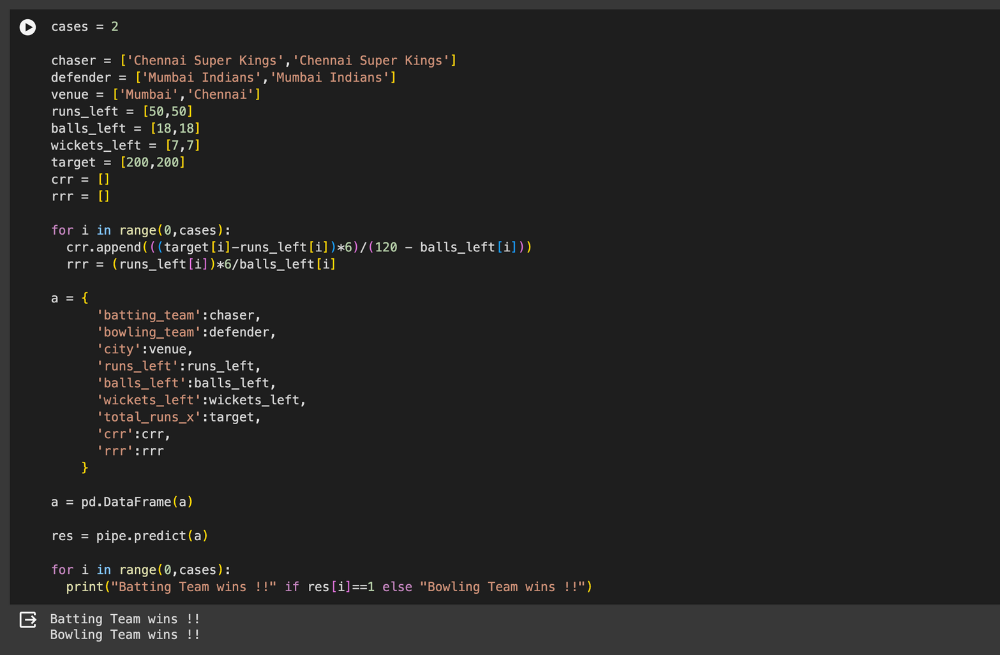 cases = 2
chaser = ['Chennai Super Kings','Chennai Super Kings']
defender = ['Mumbai Indians','Mumbai Indians']
venue = ['Mumbai','Chennai']
runs_left = [50,50]
balls_left = [18,18]
wickets_left = [7,7]
target = [200,200]
crr = []
rrr = []
for i in range(0,cases):
  crr.append(((target[i]-runs_left[i])*6)/(120 - balls_left[i]))
  rrr = (runs_left[i])*6/balls_left[i]
a = {
      'batting_team':chaser,
      'bowling_team':defender,
      'city':venue,
      'runs_left':runs_left,
      'balls_left':balls_left,
      'wickets_left':wickets_left,
      'total_runs_x':target,
      'crr':crr,
      'rrr':rrr
    }
a = pd.DataFrame(a)
res = pipe.predict(a)
for i in range(0,cases):
  print("Batting Team wins !!" if res[i]==1 else "Bowling Team wins !!")
Batting Team wins !!
Bowling Team wins !!